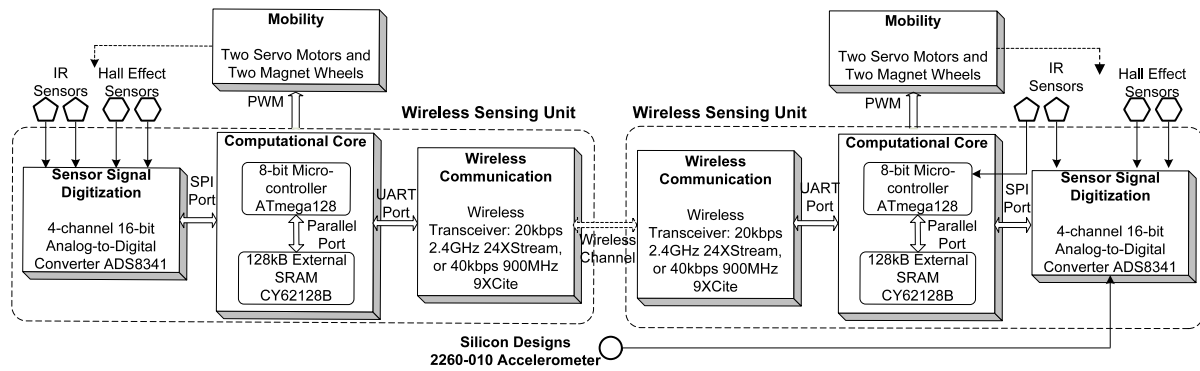 Mobility
Two Servo Motors and
Two Magnet Wheels
IR
Sensors
Hall Effect
Sensors
PWM
Wireless Sensing Unit
Sensor Signal
Digitization
4-channel 16-bit
Analog-to-Digital
Converter ADS8341
SPI
Port
Computational Core
8-bit Micro-
controller
ATmega128
Parallel
Port
128kB External
SRAM
CY62128B
UART
Port
Wireless
Communication
Wireless
Transceiver: 20kbps
2.4GHz 24XStream,
or 40kbps 900MHz
9XCite
Wireless
Channel
Mobility
Two Servo Motors and
Two Magnet Wheels
PWM
IR
Sensors
Hall Effect
Sensors
Wireless Sensing Unit
Wireless
Communication
Wireless
Transceiver: 20kbps
2.4GHz 24XStream,
or 40kbps 900MHz
9XCite
UART
Port
Computational Core
8-bit Micro-
controller
ATmega128
Parallel
Port
128kB External
SRAM
CY62128B
SPI
Port
Sensor Signal
Digitization
4-channel 16-bit
Analog-to-Digital
Converter ADS8341
Silicon Designs
2260-010 Accelerometer